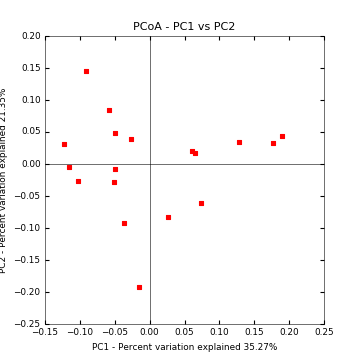 PCoA - PC1 vs PC2
0.20
0.15
0.10
0.05
0.00
−0.05
−0.10
−0.15
−0.20
−0.25
PC2 - Percent variation explained 21.35%
−0.15 −0.10 −0.05 0.00 0.05 0.10 0.15 0.20 0.25
PC1 - Percent variation explained 35.27%